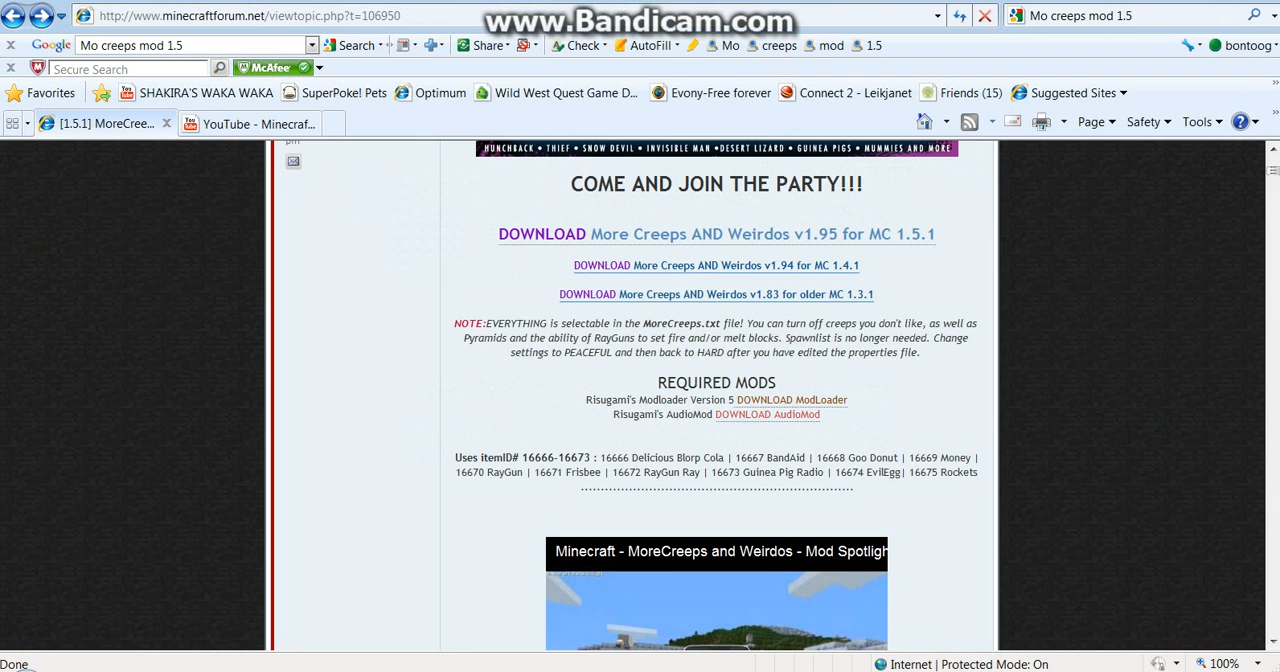 http://www.minecraftforum.net/viewtopic.php?t=106950
www.Bandicam.com
Mo creeps mod 1.5
Google
Mo creeps mod 1.5
Search
Share
Check
AutoFill
Mo
creeps
mod
1.5
bontoog
Secure Search
McAfee
Favorites
SHAKIRA'S WAKA WAKA
SuperPoke! Pets
Optimum
Wild West Quest Game D...
Evony-Free forever
Connect 2 - Leikjanet
Friends (15)
Suggested Sites
[1.5.1] MoreCree...
YouTube - Minecraf...
Page
Safety
Tools
pm
HUNCHBACK • THIEF • SNOW DEVIL • INVISIBLE MAN •DESERT LIZARD • GUINEA PIGS • MUMMIES AND MORE
COME AND JOIN THE PARTY!!!
DOWNLOAD More Creeps AND Weirdos v1.95 for MC 1.5.1
DOWNLOAD More Creeps AND Weirdos v1.94 for MC 1.4.1
DOWNLOAD More Creeps AND Weirdos v1.83 for older MC 1.3.1
NOTE:EVERYTHING is selectable in the MoreCreeps.txt file! You can turn off creeps you don't like, as well as
Pyramids and the ability of RayGuns to set fire and/or melt blocks. Spawnlist is no longer needed. Change
settings to PEACEFUL and then back to HARD after you have edited the properties file.
REQUIRED MODS
Risugami's Modloader Version 5 DOWNLOAD ModLoader
Risugami's AudioMod DOWNLOAD AudioMod
Uses itemID# 16666-16673 : 16666 Delicious Blorp Cola | 16667 BandAid | 16668 Goo Donut | 16669 Money |
16670 RayGun | 16671 Frisbee | 16672 RayGun Ray | 16673 Guinea Pig Radio | 16674 EvilEgg| 16675 Rockets
Minecraft - MoreCreeps and Weirdos - Mod Spotligh
Done
Internet | Protected Mode: On
100%